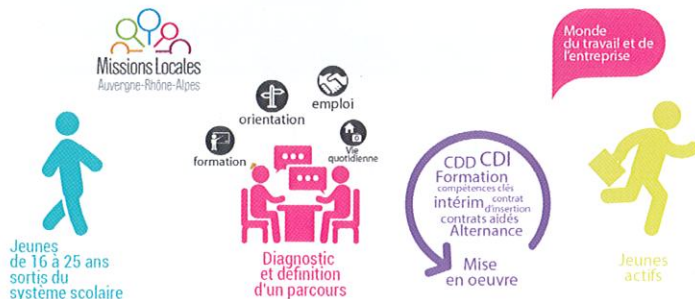 Missions Locales
Auvergne-Rhône-Alpes
Monde
du travail et de
l'entreprise
emploi
orientation
formation
Vie
quotidienne
CDD CDI
Formation
compétences clés
intérim contrat
d'insertion
contrats aidés
Alternance
Jeunes
de 16 à 25 ans
sortis du
système scolaire
Diagnostic
et définition
d'un parcours
Mise
en oeuvre
Jeunes
actifs